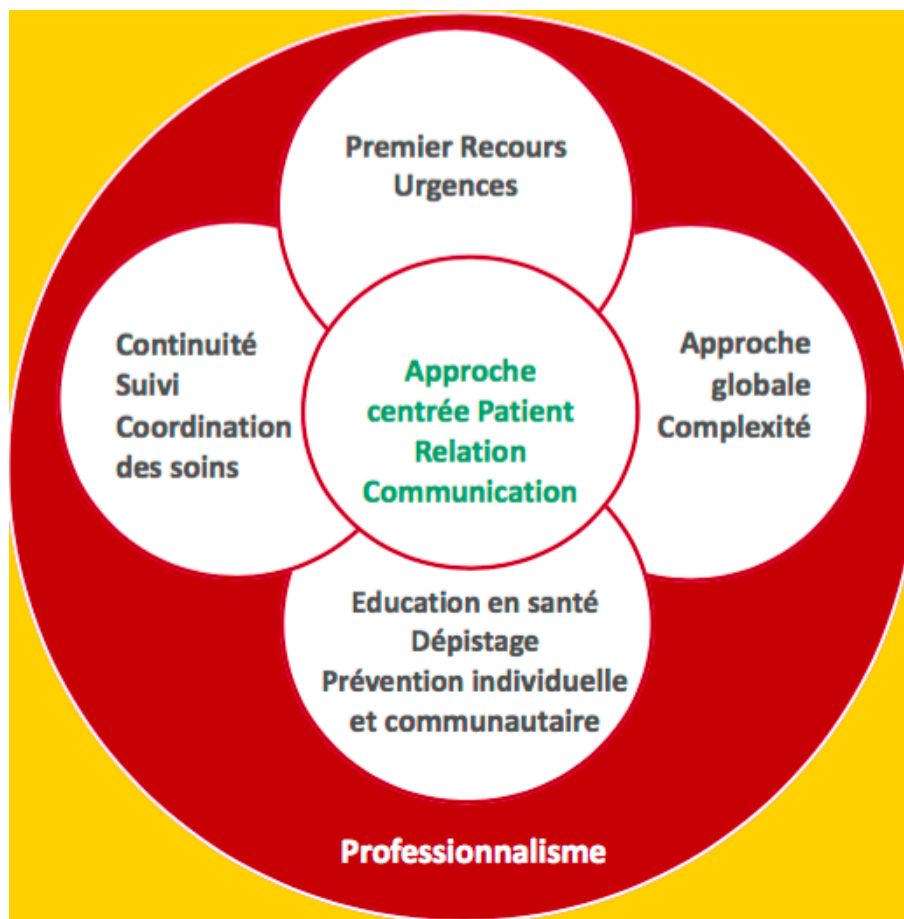 Premier Recours
Urgences
Continuité
Suivi
Coordination
des soins
Approche
centrée Patient
Relation
Communication
Approche
globale
Complexité
Education en santé
Dépistage
Prévention individuelle
et communautaire
Professionnalisme